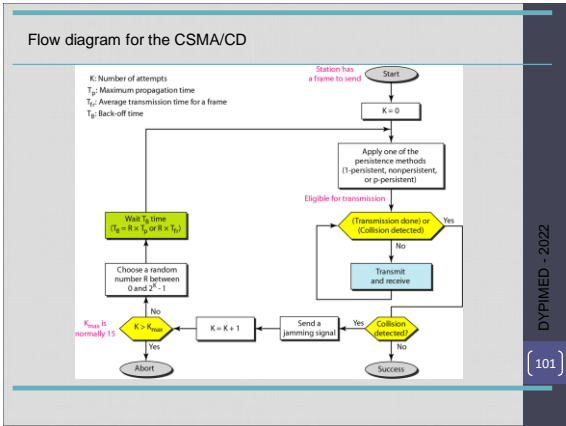 Flow diagram for the CSMA/CD
K: Number of attempts
Tp: Maximum propagation time
Tfr: Average transmission time for a frame
TB: Back-off time
Station has
a frame to send
Start
K = 0
Apply one of the
persistence methods
(1-persistent, nonpersistent,
or p-persistent)
Eligible for transmission
(Transmission done) or
(Collision detected)
Yes
No
Transmit
and receive
Wait TB time
(TB = R × Tp or R × Tfr)
Choose a random
number R between
0 and 2^K - 1
No
Kmax is
normally 15
K > Kmax
K = K + 1
Send a
jamming signal
Yes
Collision
detected?
Yes
No
Abort
Success
DYPIMED - 2022
101